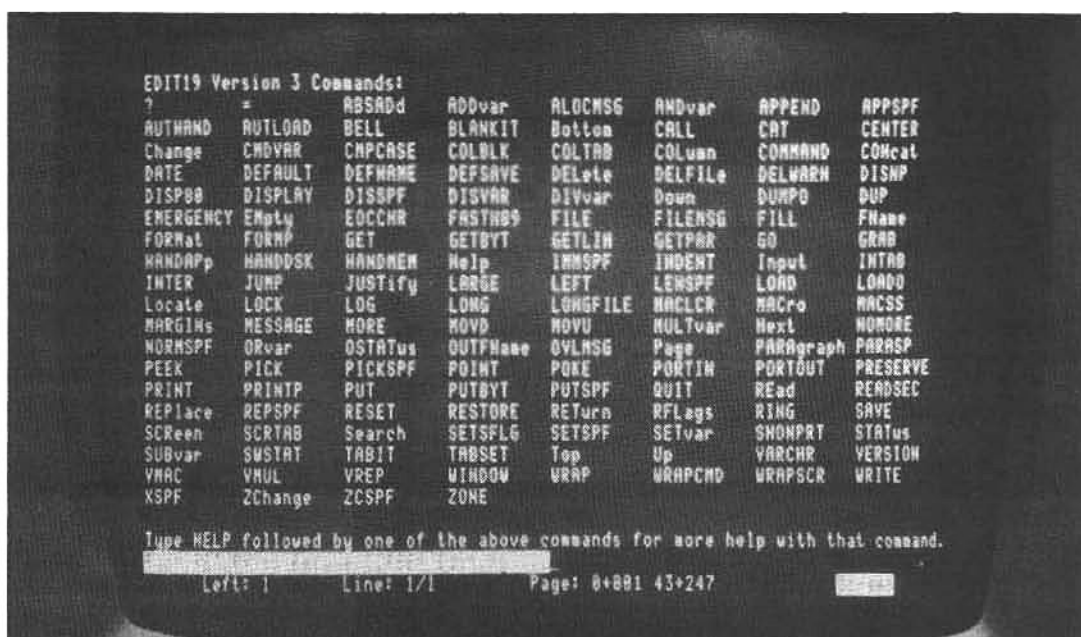 EDIT19 Version 3 Commands:
? = ABSADd ADDvar ALOCMSG ANDvar APPEND APPSPF
AUTHAND AUTLOAD BELL BLANKIT Bottom CALL CAT CENTER
Change CMDVAR CMPCASE COLBLK COLTAB COLumn COMMAND COMcat
DATE DEFAULT DEFNAME DEFSAVE DELete DELFILe DELWARN DISNP
DISP80 DISPLAY DISSPF DISVAR DIVvar Down DUMPO DUP
EMERGENCY EMpty EOCCHR FASTH89 FILE FILEMSG FILL FName
FORMat FORMP GET GETBYT GETLIN GETPAR GO GRAB
HANDAPp HANDDSK HANDMEM Help IMMSPF INDENT Input INTAB
INTER JUMP JUSTify LARGE LEFT LENSPF LOAD LOADO
Locate LOCK LOG LONG LONGFILE MACLCR MACro MACSS
MARGINs MESSAGE MORE MOVD MOVU MULTvar Next NOMORE
NORMSPF ORvar OSTATus OUTFName OVLMSG Page PARAgraph PARASP
PEEK PICK PICKSPF POINT POKE PORTIN PORTOUT PRESERVE
PRINT PRINTP PUT PUTBYT PUTSPF QUIT REad READSEC
REPlace REPSPF RESET RESTORE RETurn RFLags RING SAVE
SCReen SCRTAB Search SETSFLG SETSPF SETvar SHOWPRT STATus
SUBvar SWSTAT TABIT TABSET Top Up VARCHR VERSION
VMAC VMUL VREP WINDOW WRAP WRAPCMD WRAPSCR WRITE
XSPF ZChange ZCSPF ZONE
Type HELP followed by one of the above commands for more help with that command.
Left: 1 Line: 1/1 Page: 0+001 43+247